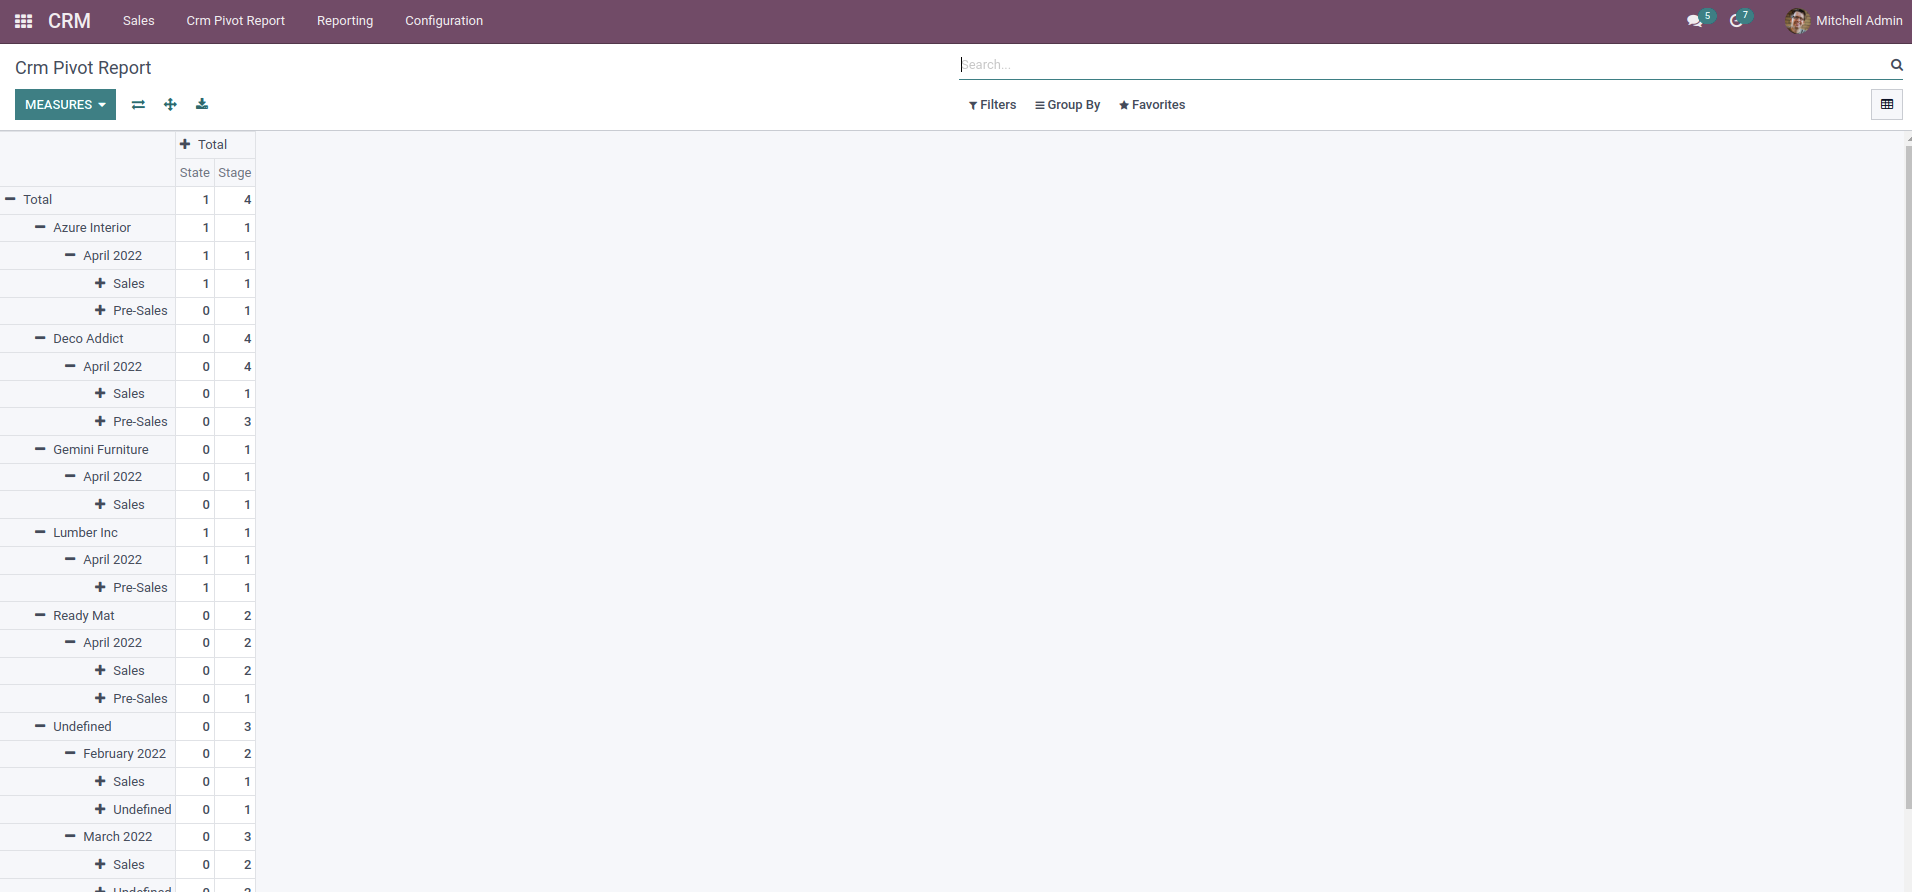 CRM Sales Crm Pivot Report Reporting Configuration 5 7 Mitchell Admin
Crm Pivot Report Search...
MEASURES Filters Group By Favorites
Total
State Stage
Total 1 4
Azure Interior 1 1
April 2022 1 1
Sales 1 1
Pre-Sales 0 1
Deco Addict 0 4
April 2022 0 4
Sales 0 1
Pre-Sales 0 3
Gemini Furniture 0 1
April 2022 0 1
Sales 0 1
Lumber Inc 1 1
April 2022 1 1
Pre-Sales 1 1
Ready Mat 0 2
April 2022 0 2
Sales 0 2
Pre-Sales 0 1
Undefined 0 3
February 2022 0 2
Sales 0 1
Undefined 0 1
March 2022 0 3
Sales 0 2
Undefined